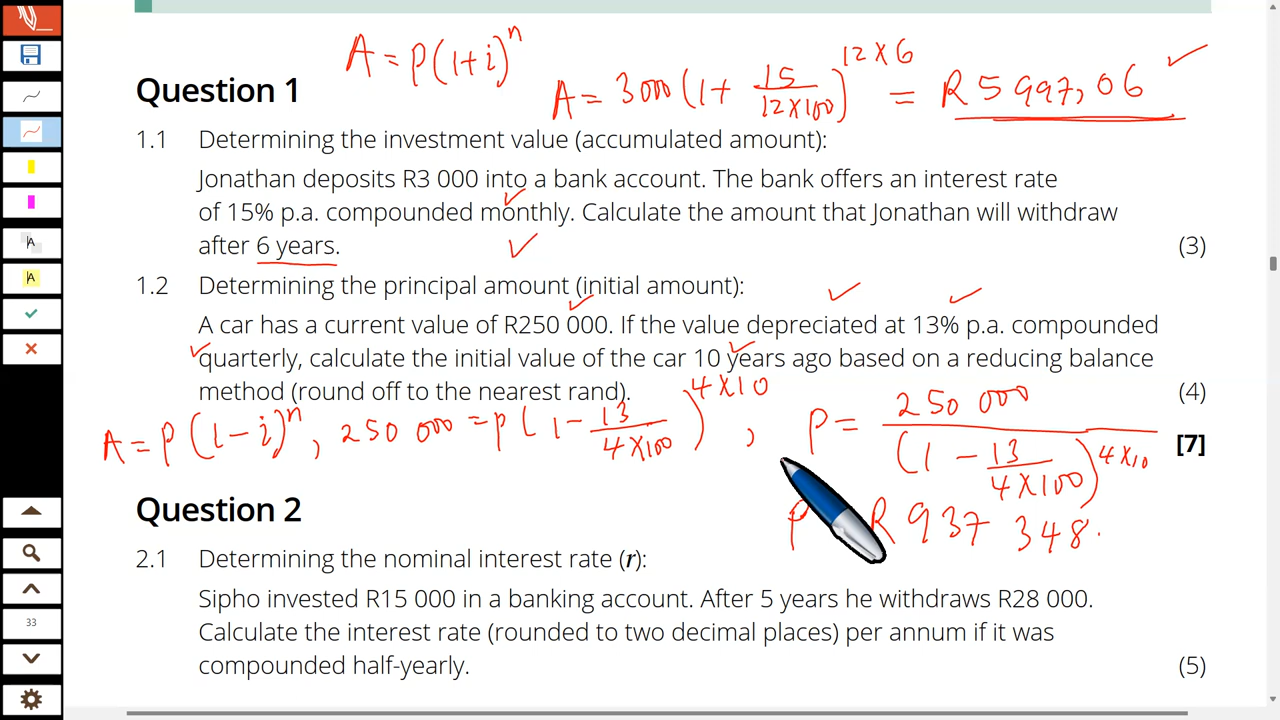 A = P(1+i)^n
Question 1
A = 3000(1 + 15/(12×100))^(12×6) = R5 997,06
1.1 Determining the investment value (accumulated amount):
Jonathan deposits R3 000 into a bank account. The bank offers an interest rate
of 15% p.a. compounded monthly. Calculate the amount that Jonathan will withdraw
after 6 years. (3)
1.2 Determining the principal amount (initial amount):
A car has a current value of R250 000. If the value depreciated at 13% p.a. compounded
quarterly, calculate the initial value of the car 10 years ago based on a reducing balance
method (round off to the nearest rand). (4)
A = P(1-i)^n, 250 000 = P(1 - 13/(4×100))^(4×10), P = 250 000/(1 - 13/(4×100))^(4×10)
[7]
P R 937 348.
Question 2
2.1 Determining the nominal interest rate (r):
Sipho invested R15 000 in a banking account. After 5 years he withdraws R28 000.
Calculate the interest rate (rounded to two decimal places) per annum if it was
compounded half-yearly. (5)
A
A
33